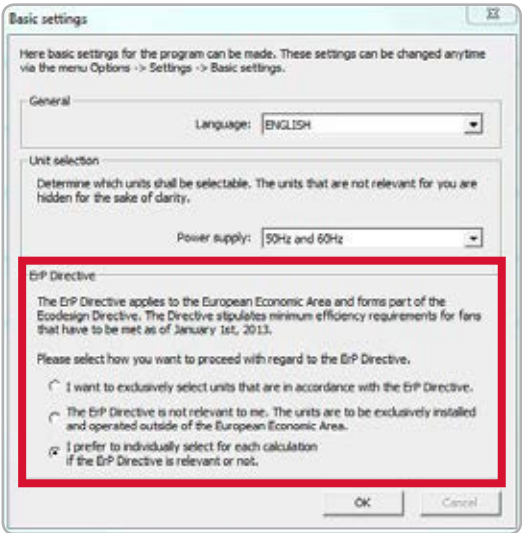 Basic settings
Here basic settings for the program can be made. These settings can be changed anytime
via the menu Options -> Settings -> Basic settings.
General
Language: ENGLISH
Unit selection
Determine which units shall be selectable. The units that are not relevant for you are
hidden for the sake of clarity.
Power supply: 50Hz and 60Hz
ErP Directive
The ErP Directive applies to the European Economic Area and forms part of the
Ecodesign Directive. The Directive stipulates minimum efficiency requirements for fans
that have to be met as of January 1st, 2013.
Please select how you want to proceed with regard to the ErP Directive.
I want to exclusively select units that are in accordance with the ErP Directive.
The ErP Directive is not relevant to me. The units are to be exclusively installed
and operated outside of the European Economic Area.
I prefer to individually select for each calculation
if the ErP Directive is relevant or not.
OK Cancel